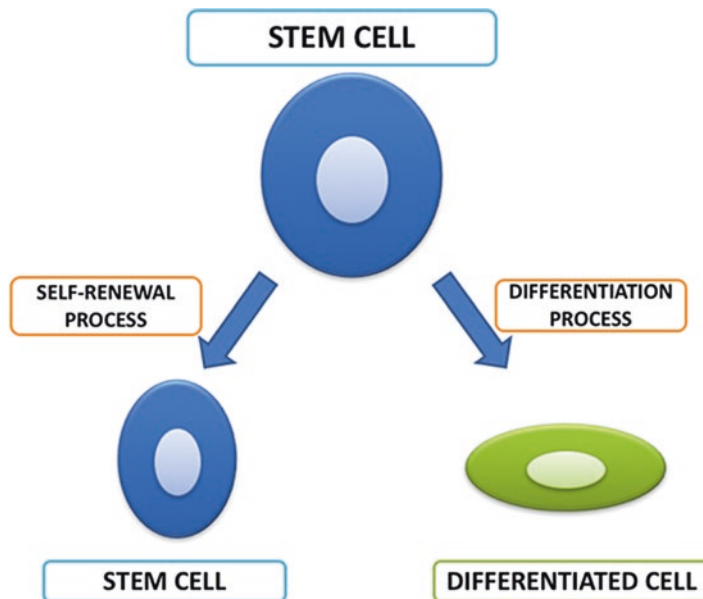 STEM CELL
SELF-RENEWAL
PROCESS
DIFFERENTIATION
PROCESS
STEM CELL
DIFFERENTIATED CELL